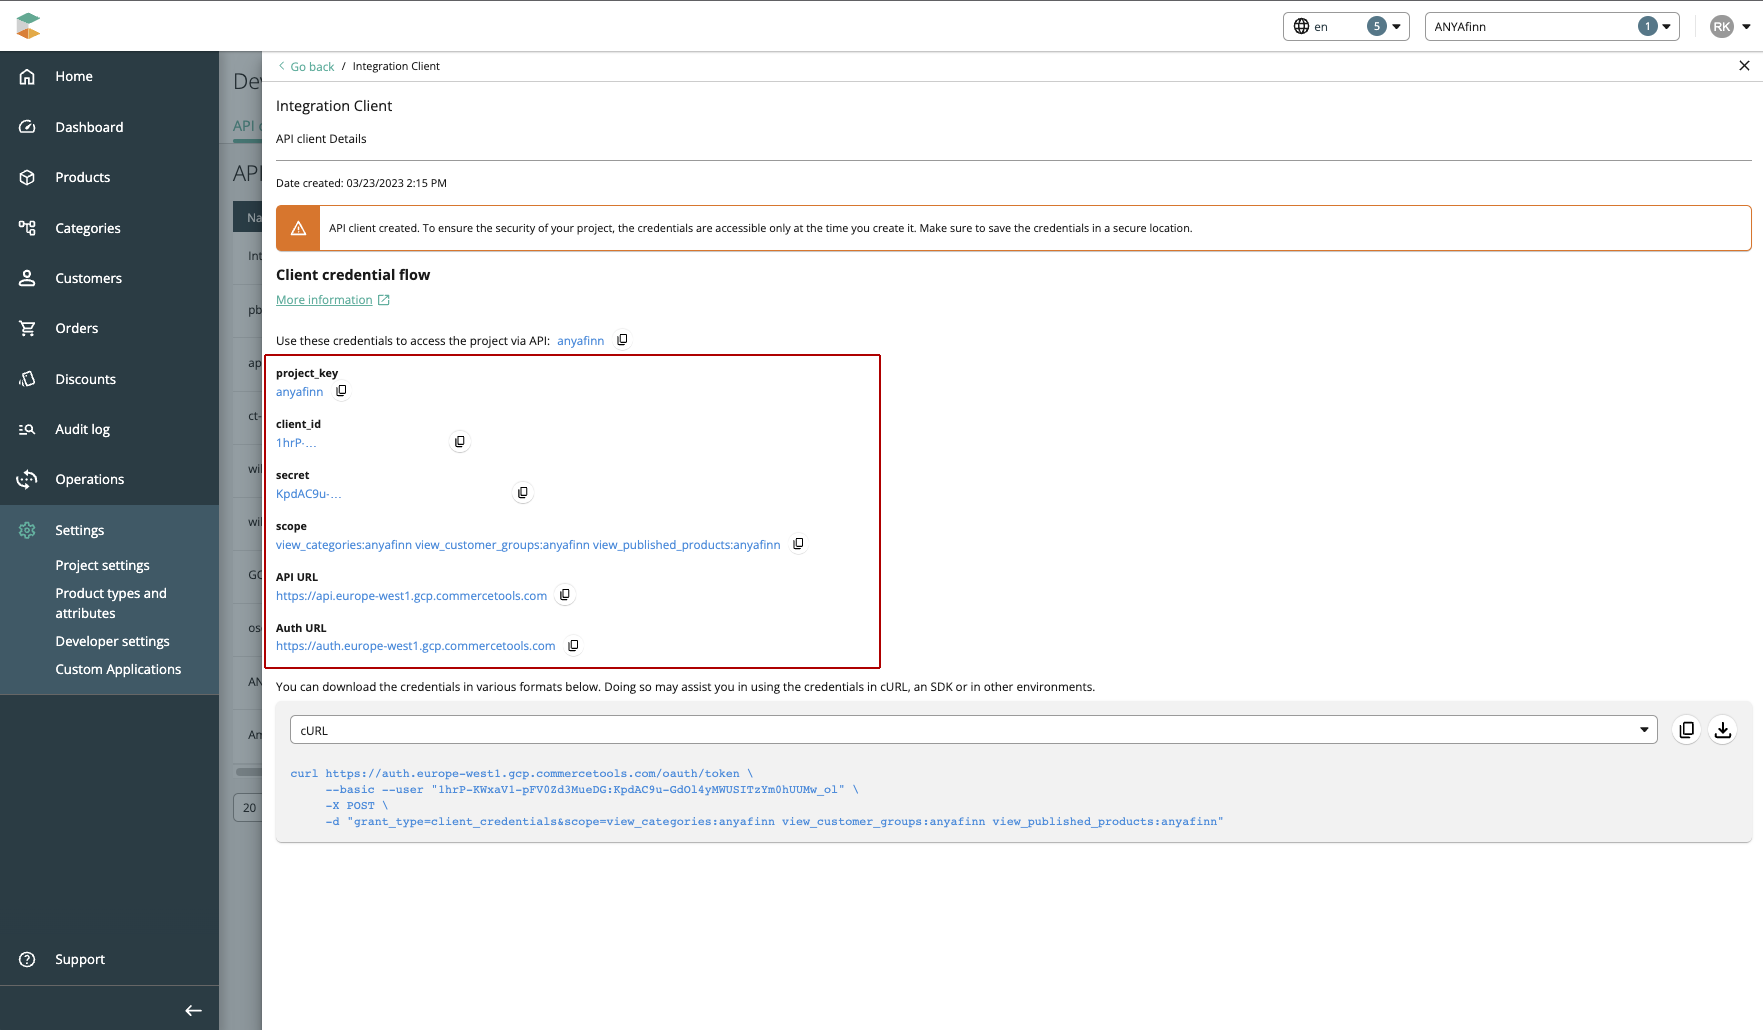 en 5
ANYAfinn 1
RK
Home
Dashboard
Products
Categories
Customers
Orders
Discounts
Audit log
Operations
Settings
Project settings
Product types and
attributes
Developer settings
Custom Applications
Support
De
API
API
Na
Int
pb
ap
ct-
wil
wil
GC
os
AN
Am
20
Go back / Integration Client
Integration Client
API client Details
Date created: 03/23/2023 2:15 PM
API client created. To ensure the security of your project, the credentials are accessible only at the time you create it. Make sure to save the credentials in a secure location.
Client credential flow
More information
Use these credentials to access the project via API: anyafinn
project_key
anyafinn
client_id
1hrP-...
secret
KpdAC9u-...
scope
view_categories:anyafinn view_customer_groups:anyafinn view_published_products:anyafinn
API URL
https://api.europe-west1.gcp.commercetools.com
Auth URL
https://auth.europe-west1.gcp.commercetools.com
You can download the credentials in various formats below. Doing so may assist you in using the credentials in cURL, an SDK or in other environments.
cURL
curl https://auth.europe-west1.gcp.commercetools.com/oauth/token \
--basic --user "1hrP-KWxaV1-pFV0Zd3MueDG:KpdAC9u-GdOl4yMWUSITzYm0hUUMw_ol" \
-X POST \
-d "grant_type=client_credentials&scope=view_categories:anyafinn view_customer_groups:anyafinn view_published_products:anyafinn"